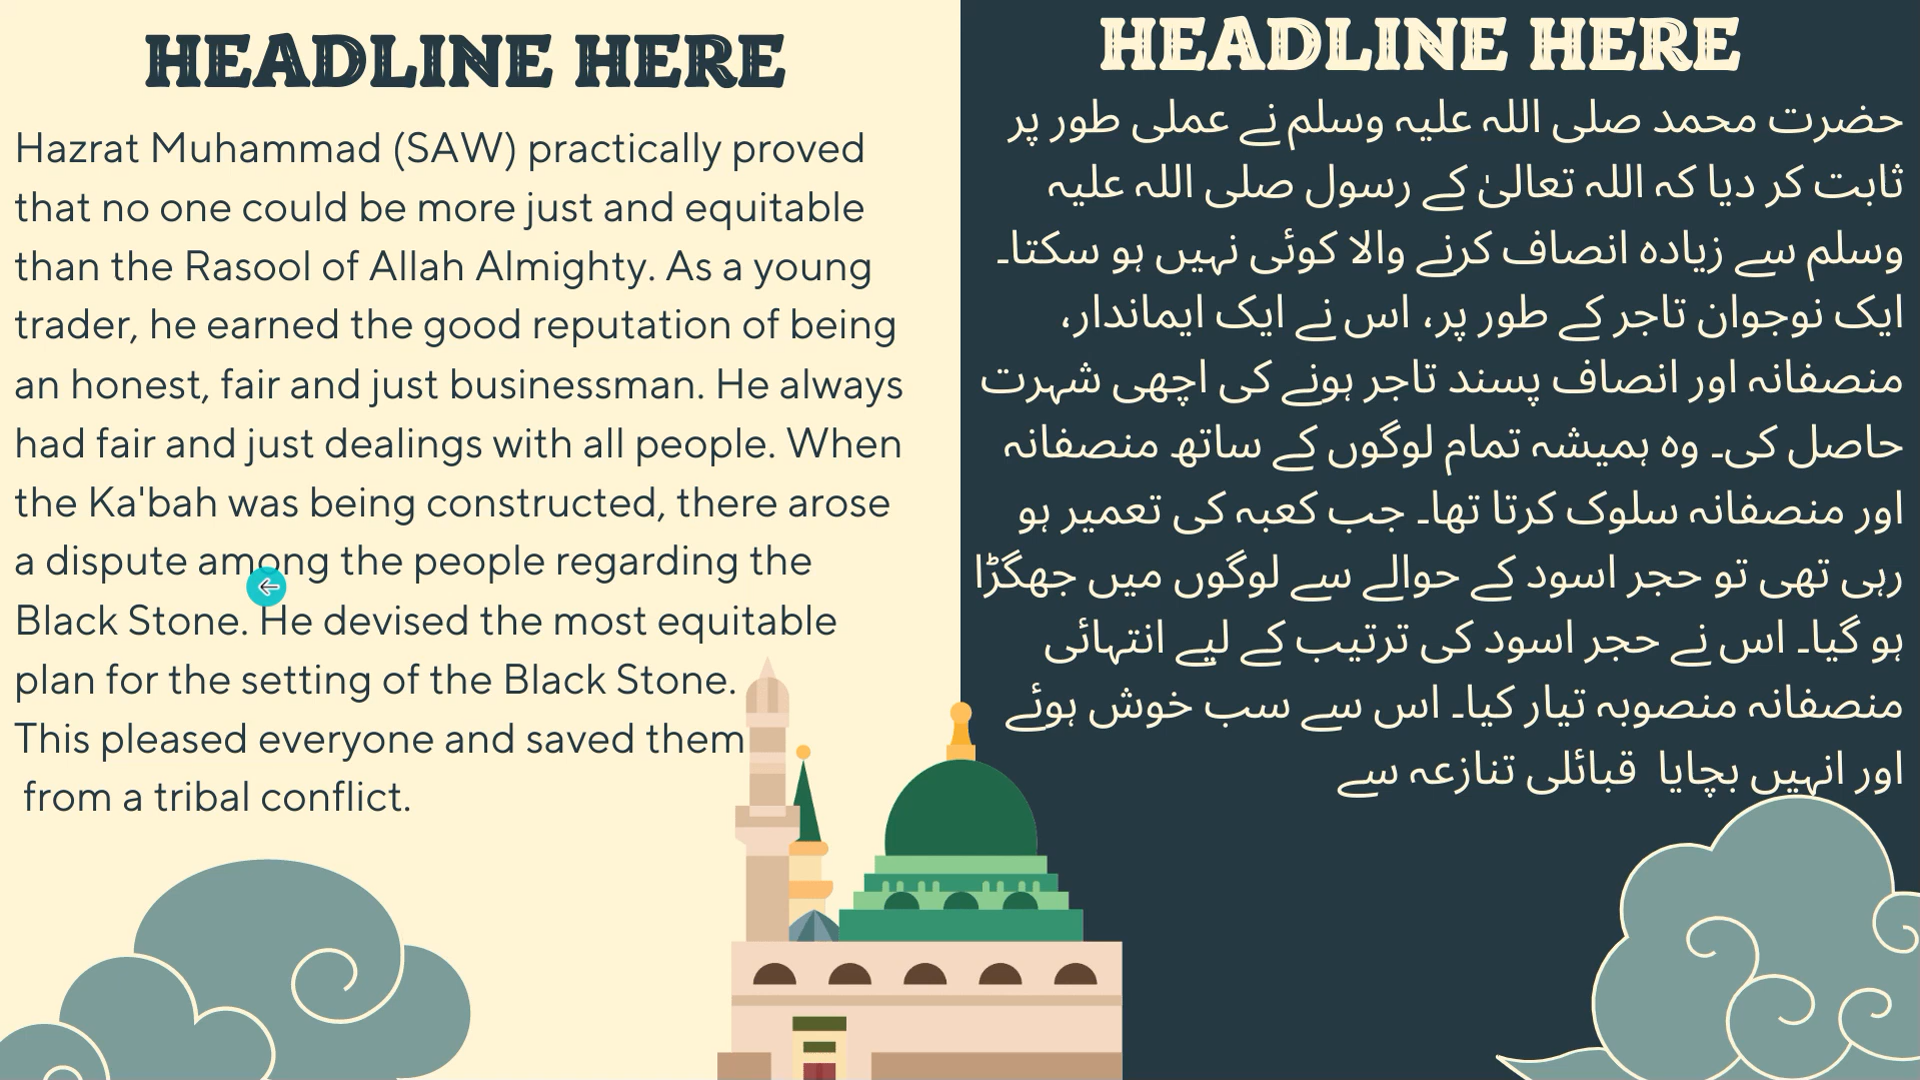 HEADLINE HERE
Hazrat Muhammad (SAW) practically proved
that no one could be more just and equitable
than the Rasool of Allah Almighty. As a young
trader, he earned the good reputation of being
an honest, fair and just businessman. He always
had fair and just dealings with all people. When
the Ka'bah was being constructed, there arose
a dispute among the people regarding the
Black Stone. He devised the most equitable
plan for the setting of the Black Stone.
This pleased everyone and saved them
from a tribal conflict.
HEADLINE HERE
حضرت محمد صلی اللہ علیہ وسلم نے عملی طور پر
ثابت کر دیا کہ اللہ تعالیٰ کے رسول صلی اللہ علیہ
وسلم سے زیادہ انصاف کرنے والا کوئی نہیں ہو سکتا۔
ایک نوجوان تاجر کے طور پر، اس نے ایک ایماندار،
منصفانہ اور انصاف پسند تاجر ہونے کی اچھی شہرت
حاصل کی۔ وہ ہمیشہ تمام لوگوں کے ساتھ منصفانہ
اور منصفانہ سلوک کرتا تھا۔ جب کعبہ کی تعمیر ہو
رہی تھی تو حجر اسود کے حوالے سے لوگوں میں جھگڑا
ہو گیا۔ اس نے حجر اسود کی ترتیب کے لیے انتہائی
منصفانہ منصوبہ تیار کیا۔ اس سے سب خوش ہوئے
اور انہیں بچایا قبائلی تنازعہ سے